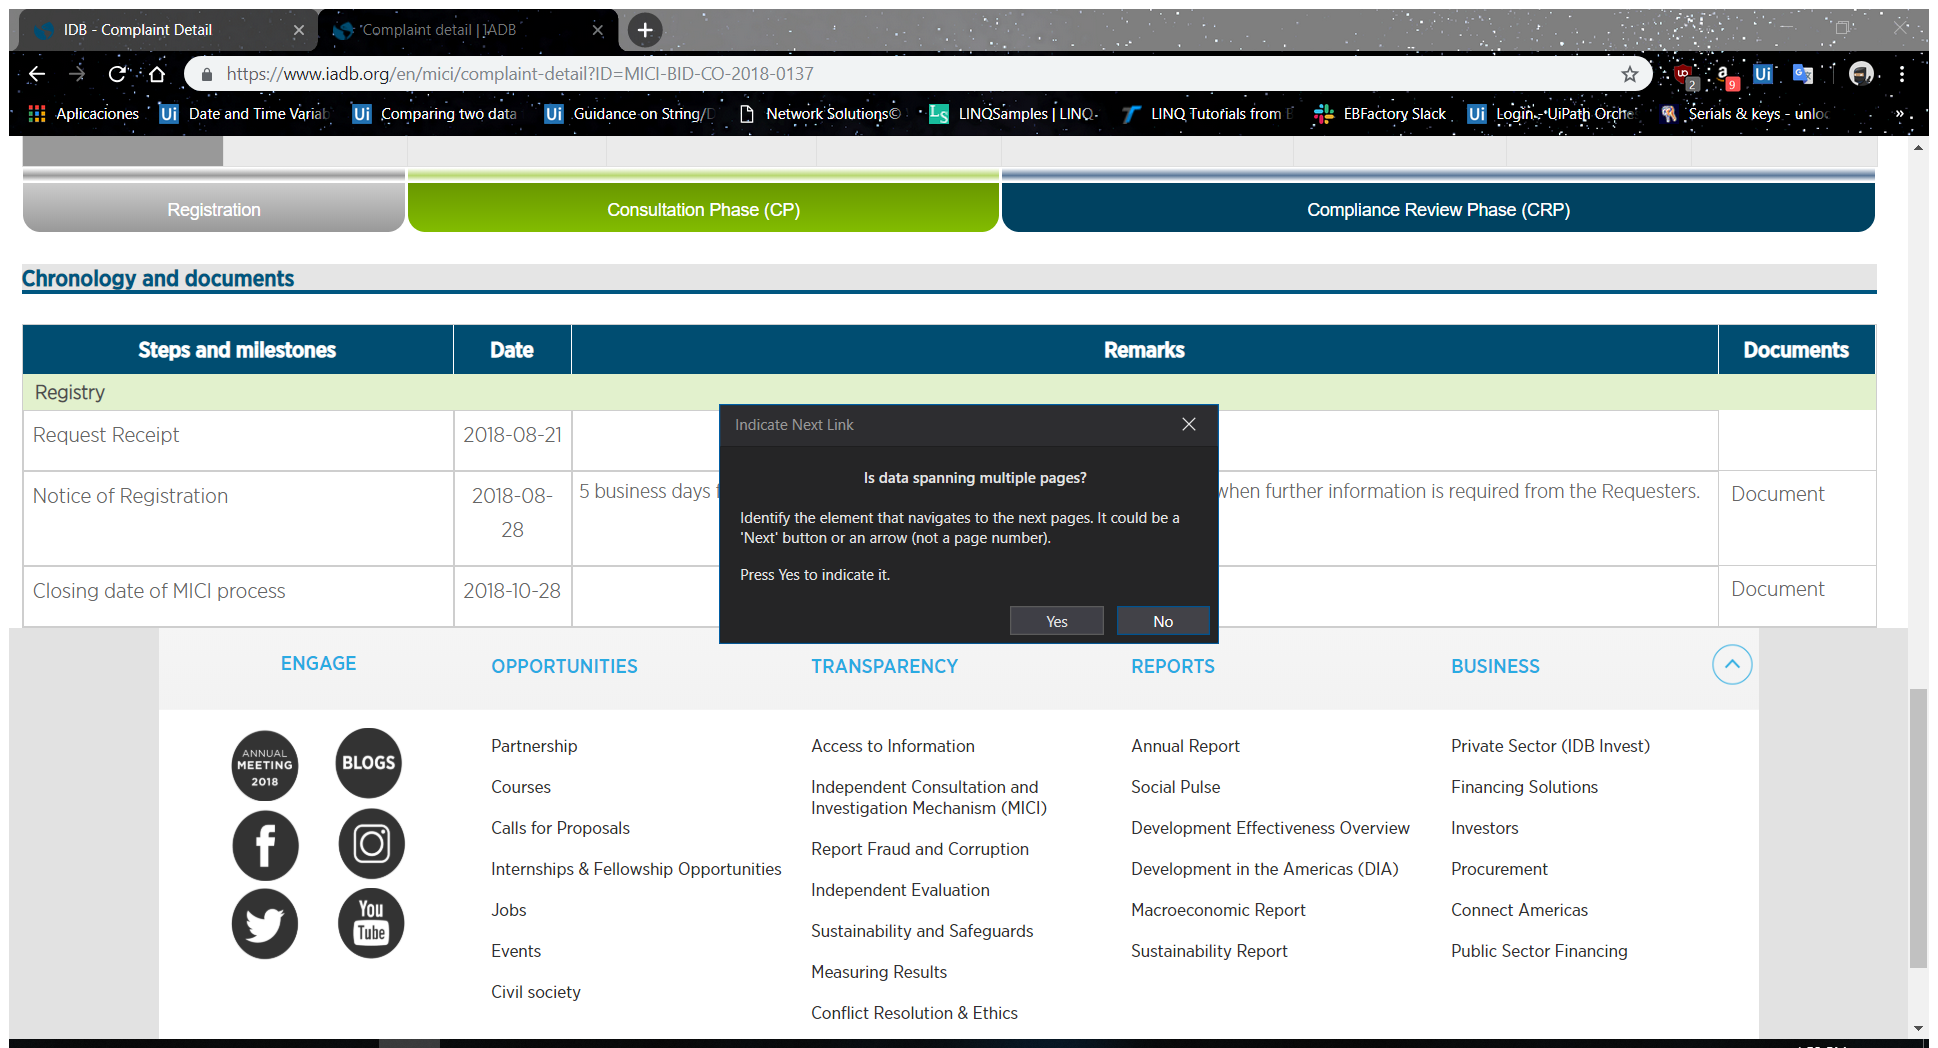 IDB - Complaint Detail
Complaint detail | IADB
https://www.iadb.org/en/mici/complaint-detail?ID=MICI-BID-CO-2018-0137
2
9
Aplicaciones
Date and Time Variab
Comparing two data
Guidance on String/D
Network Solutions©
LINQSamples | LINQ
LINQ Tutorials from
EBFactory Slack
Login - UiPath Orche
Serials & keys - unloc
»
Registration
Consultation Phase (CP)
Compliance Review Phase (CRP)
Chronology and documents
Steps and milestones
Date
Remarks
Documents
Registry
Request Receipt
2018-08-21
Notice of Registration
2018-08-
28
5 business days
when further information is required from the Requesters.
Document
Closing date of MICI process
2018-10-28
Document
Indicate Next Link
Is data spanning multiple pages?
Identify the element that navigates to the next pages. It could be a
'Next' button or an arrow (not a page number).
Press Yes to indicate it.
Yes
No
ENGAGE
ANNUAL
MEETING
2018
BLOGS
You
Tube
OPPORTUNITIES
Partnership
Courses
Calls for Proposals
Internships & Fellowship Opportunities
Jobs
Events
Civil society
TRANSPARENCY
Access to Information
Independent Consultation and
Investigation Mechanism (MICI)
Report Fraud and Corruption
Independent Evaluation
Sustainability and Safeguards
Measuring Results
Conflict Resolution & Ethics
REPORTS
Annual Report
Social Pulse
Development Effectiveness Overview
Development in the Americas (DIA)
Macroeconomic Report
Sustainability Report
BUSINESS
Private Sector (IDB Invest)
Financing Solutions
Investors
Procurement
Connect Americas
Public Sector Financing